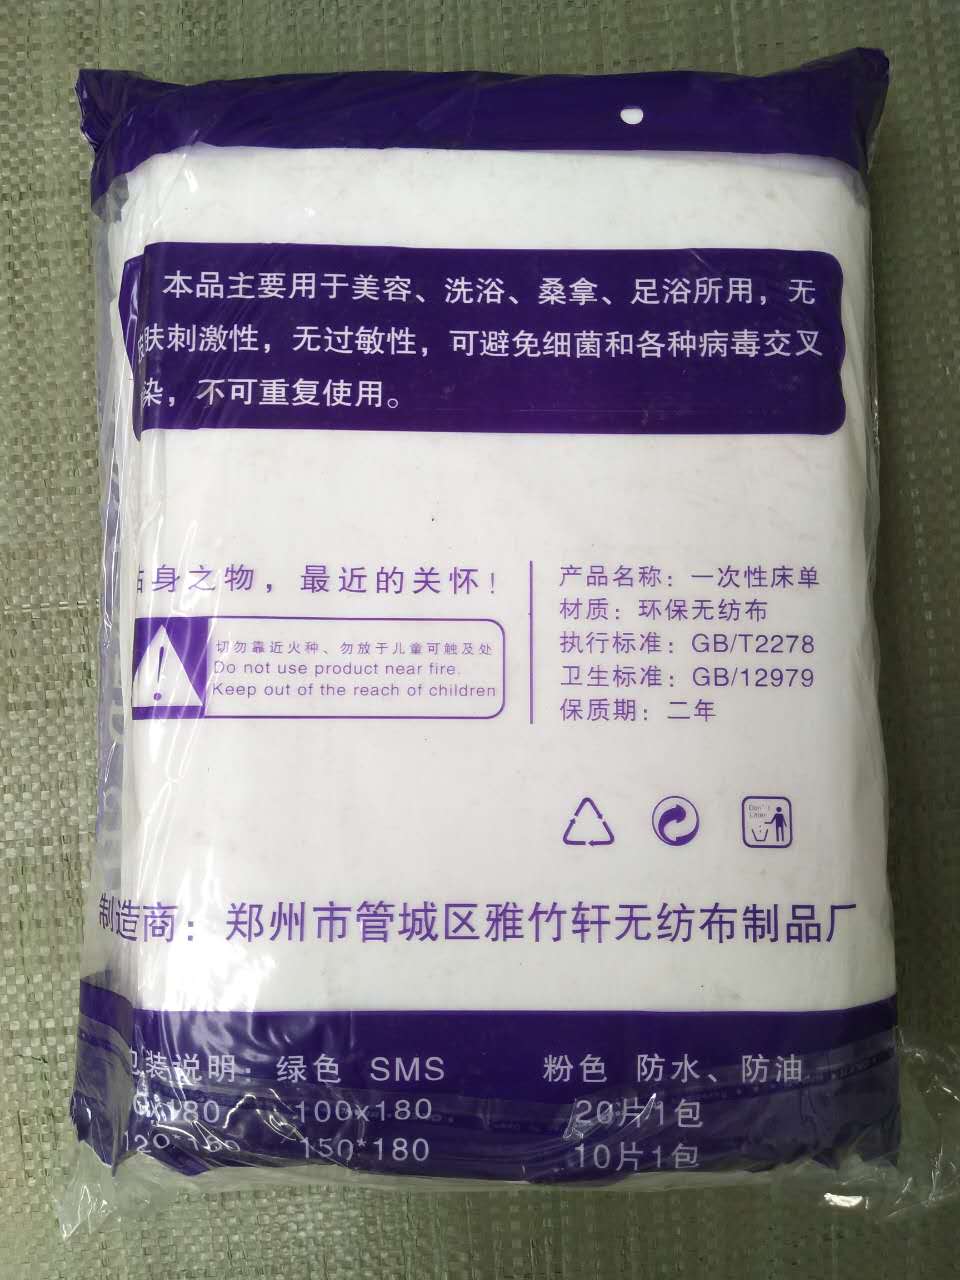 本品主要用于美容、洗浴、桑拿、足浴所用，无
肤刺激性，无过敏性，可避免细菌和各种病毒交叉
染，不可重复使用。
身之物，最近的关怀！
切勿靠近火种、勿放于儿童可触及处
Do not use product near fire.
Keep out of the reach of children
产品名称：一次性床单
材质：环保无纺布
执行标准：GB/T2278
卫生标准：GB/12979
保质期：二年
Don't
Litter
制造商：郑州市管城区雅竹轩无纺布制品厂
包装说明：绿色 SMS 粉色 防水、防油
x180 100x180 20片1包
120*180 150*180 10片1包